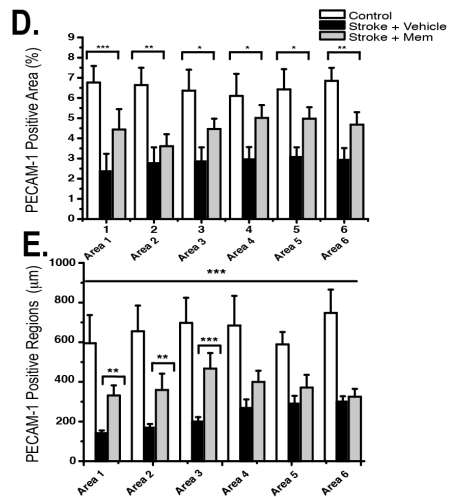 D.
Control
Stroke + Vehicle
Stroke + Mem
PECAM-1 Positive Area (%)
9
8
7
6
5
4
3
2
1
0
*** ** * * * **
1 2 3 4 5 6
Area 1 Area 2 Area 3 Area 4 Area 5 Area 6
E.
PECAM-1 Positive Regions (μm)
1000
800
600
400
200
0
***
** ** ***
Area 1 Area 2 Area 3 Area 4 Area 5 Area 6